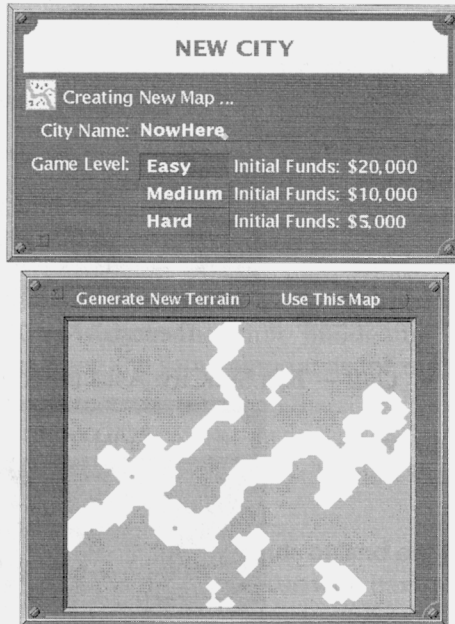 NEW CITY
Creating New Map ...
City Name: NowHere
Game Level: Easy Initial Funds: $20,000
Medium Initial Funds: $10,000
Hard Initial Funds: $5,000
Generate New Terrain Use This Map